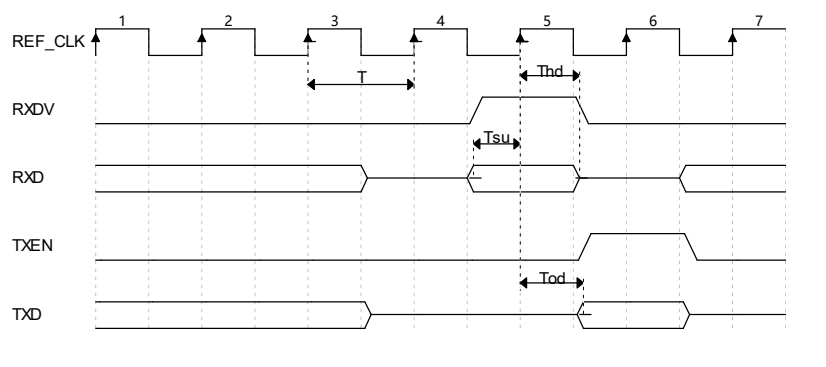 1 2 3 4 5 6 7
REF_CLK
T
Thd
RXDV
Tsu
RXD
TXEN
Tod
TXD